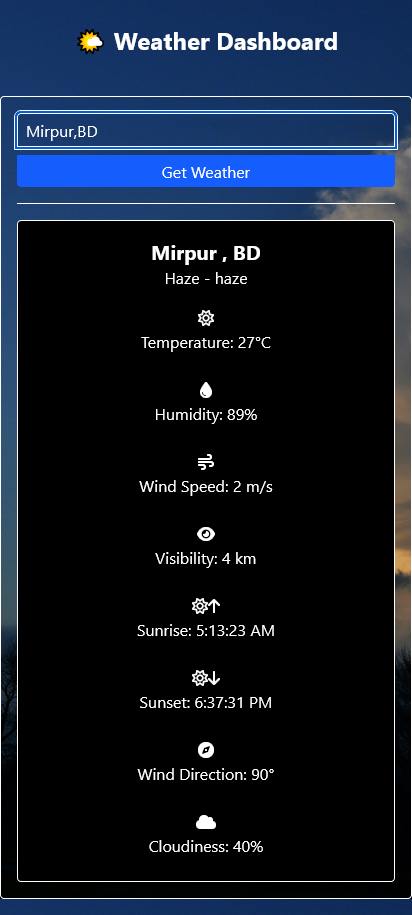 Weather Dashboard
Mirpur,BD
Get Weather
Mirpur , BD
Haze - haze
Temperature: 27°C
Humidity: 89%
Wind Speed: 2 m/s
Visibility: 4 km
Sunrise: 5:13:23 AM
Sunset: 6:37:31 PM
Wind Direction: 90°
Cloudiness: 40%